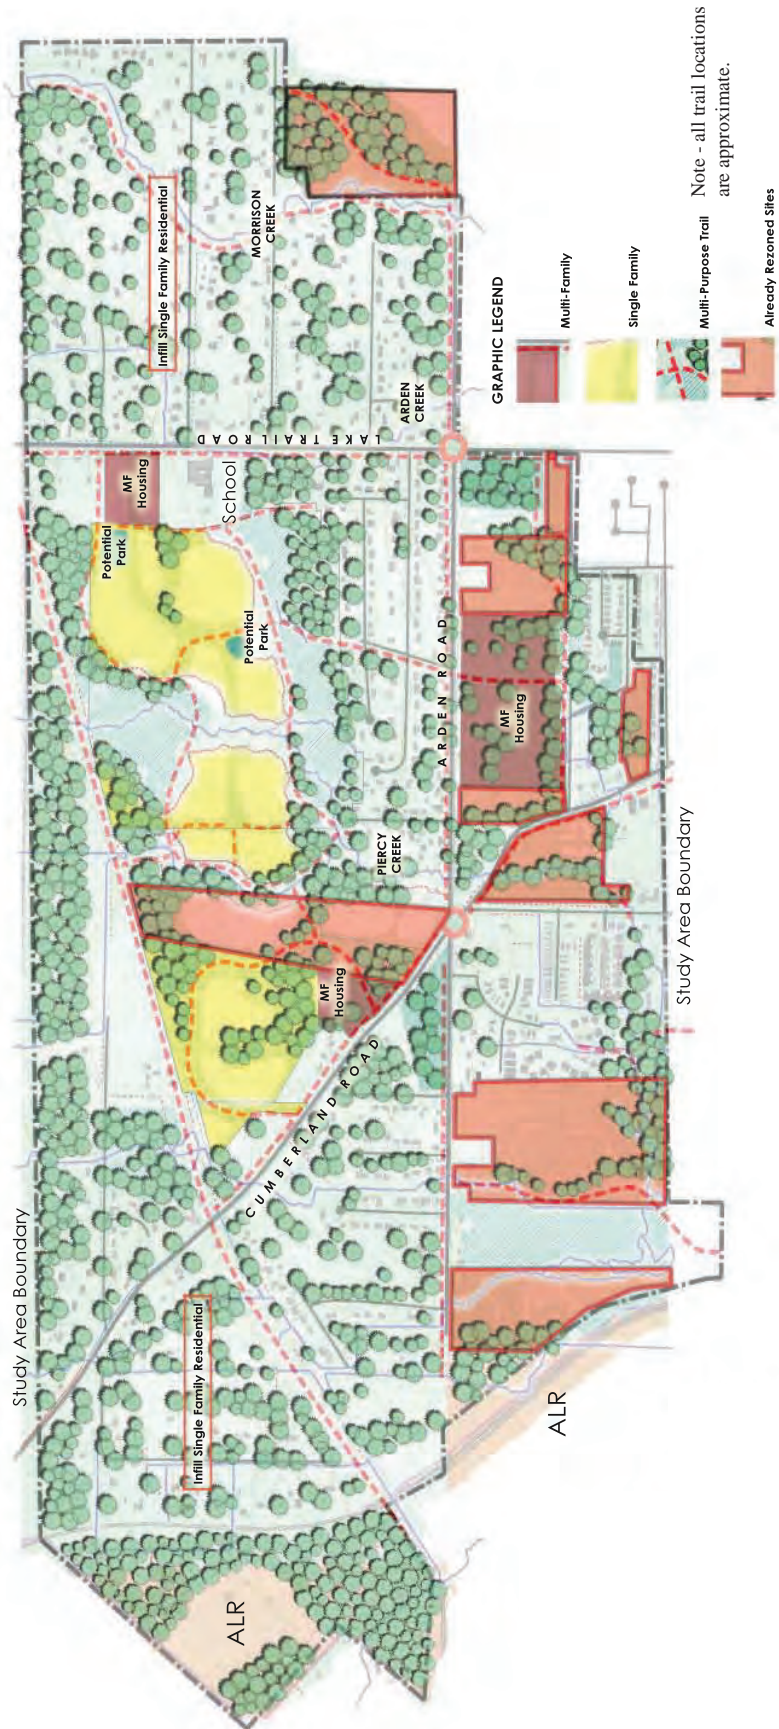 Study Area Boundary
Infill Single Family Residential
ALR
ALR
CUMBERLAND ROAD
MF
Housing
PIERCY
CREEK
Potential
Park
Potential
Park
MF
Housing
School
LAKE TRAIL ROAD
ARDEN ROAD
MF
Housing
ARDEN
CREEK
MORRISON
CREEK
Infill Single Family Residential
Study Area Boundary
GRAPHIC LEGEND
Multi-Family
Single Family
Multi-Purpose Trail
Already Rezoned Sites
Note - all trail locations
are approximate.